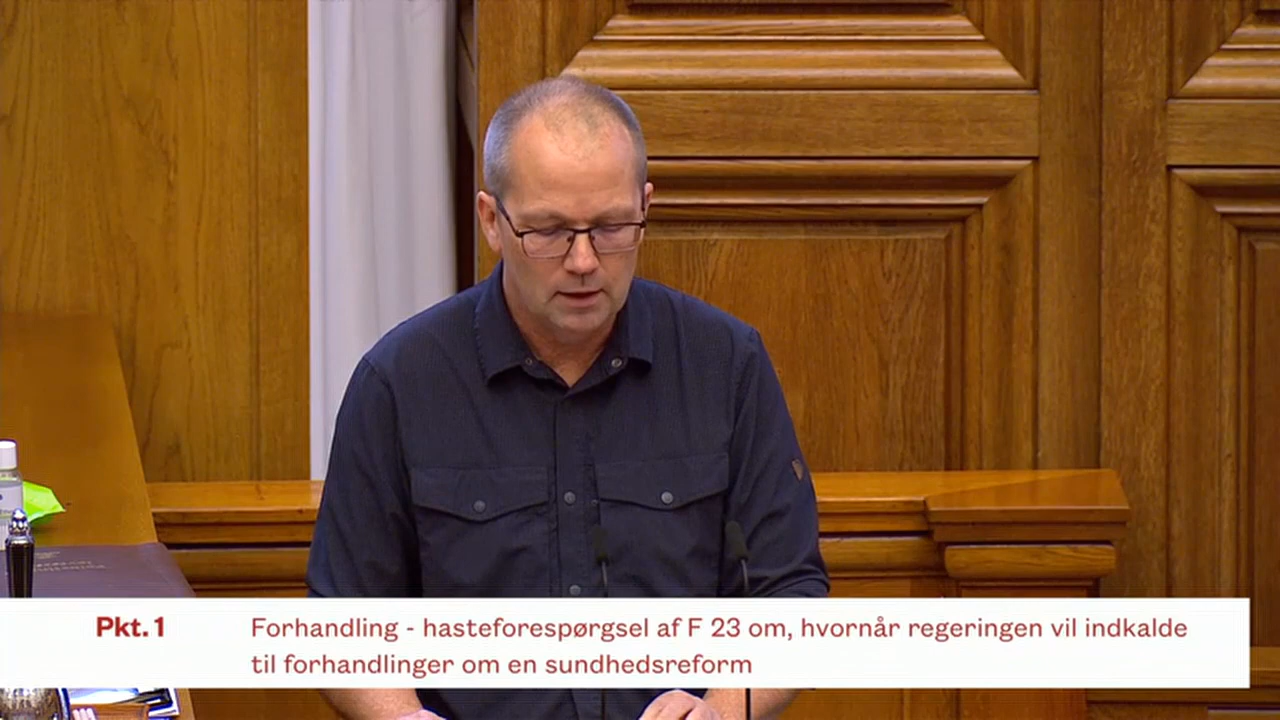 Pkt. 1
Forhandling - hasteforespørgsel af F 23 om, hvornår regeringen vil indkalde
til forhandlinger om en sundhedsreform